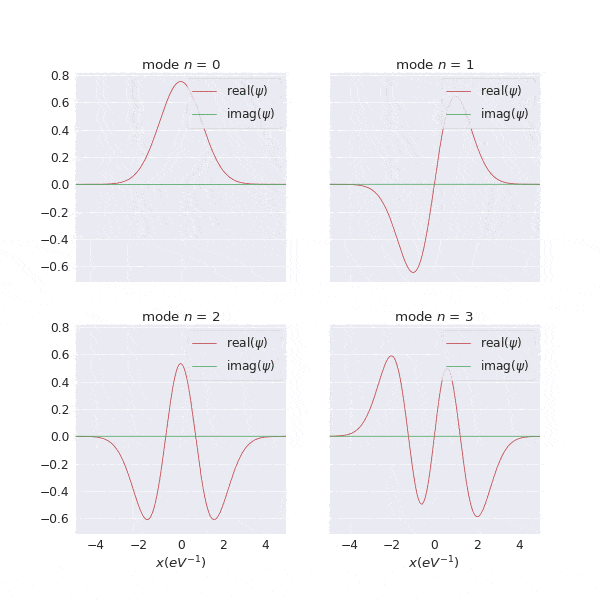 mode n = 0
mode n = 1
0.8
0.6
0.4
0.2
0.0
−0.2
−0.4
−0.6
real(ψ)
imag(ψ)
real(ψ)
imag(ψ)
mode n = 2
mode n = 3
0.8
0.6
0.4
0.2
0.0
−0.2
−0.4
−0.6
real(ψ)
imag(ψ)
real(ψ)
imag(ψ)
−4 −2 0 2 4
−4 −2 0 2 4
x(eV⁻¹)
x(eV⁻¹)